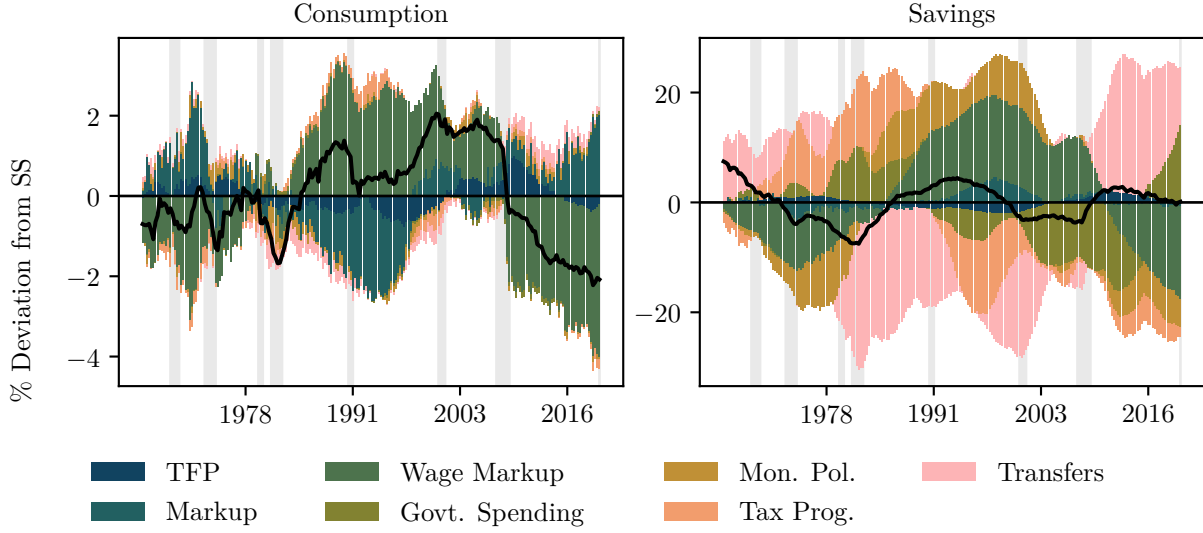 Consumption
Savings
% Deviation from SS
2
0
−2
−4
1978
1991
2003
2016
20
0
−20
1978
1991
2003
2016
TFP
Wage Markup
Mon. Pol.
Transfers
Markup
Govt. Spending
Tax Prog.